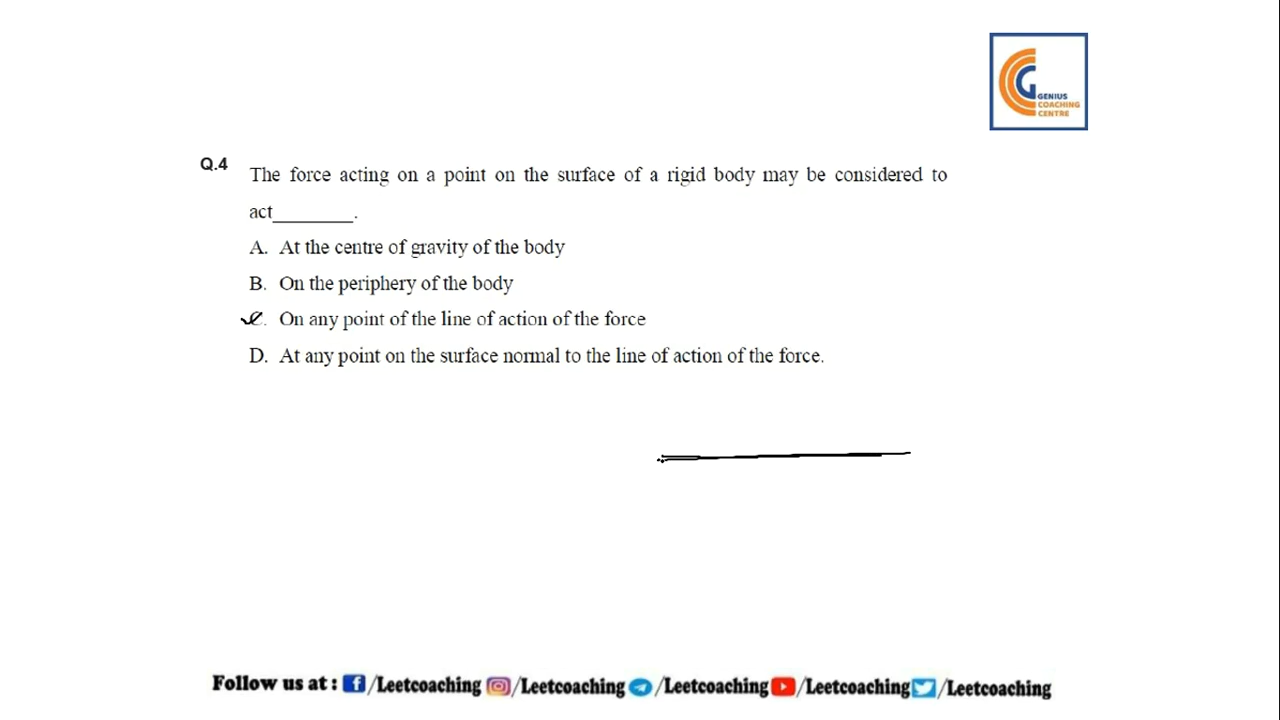 GENIUS
COACHING
CENTRE
Q.4 The force acting on a point on the surface of a rigid body may be considered to
act________.
A. At the centre of gravity of the body
B. On the periphery of the body
C. On any point of the line of action of the force
D. At any point on the surface normal to the line of action of the force.
Follow us at : /Leetcoaching /Leetcoaching /Leetcoaching /Leetcoaching /Leetcoaching